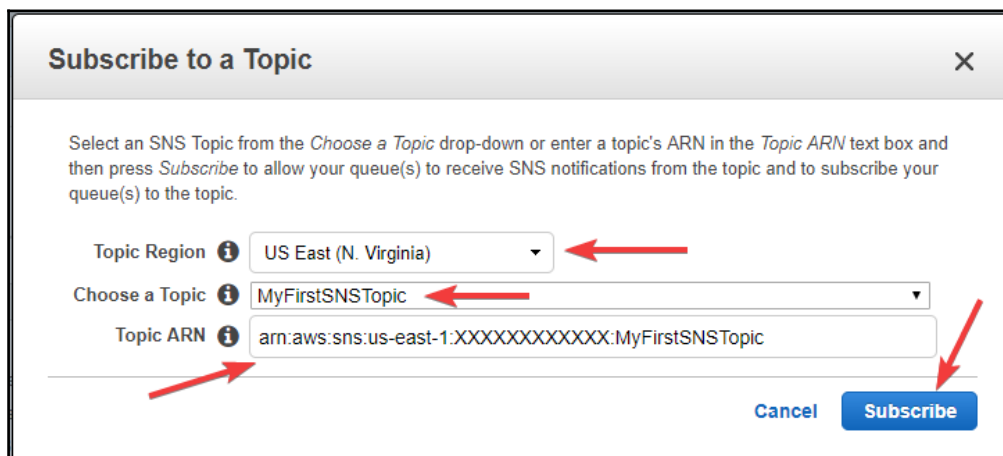 Subscribe to a Topic
Select an SNS Topic from the Choose a Topic drop-down or enter a topic's ARN in the Topic ARN text box and
then press Subscribe to allow your queue(s) to receive SNS notifications from the topic and to subscribe your
queue(s) to the topic.
Topic Region US East (N. Virginia)
Choose a Topic MyFirstSNSTopic
Topic ARN arn:aws:sns:us-east-1:XXXXXXXXXXXX:MyFirstSNSTopic
Cancel Subscribe